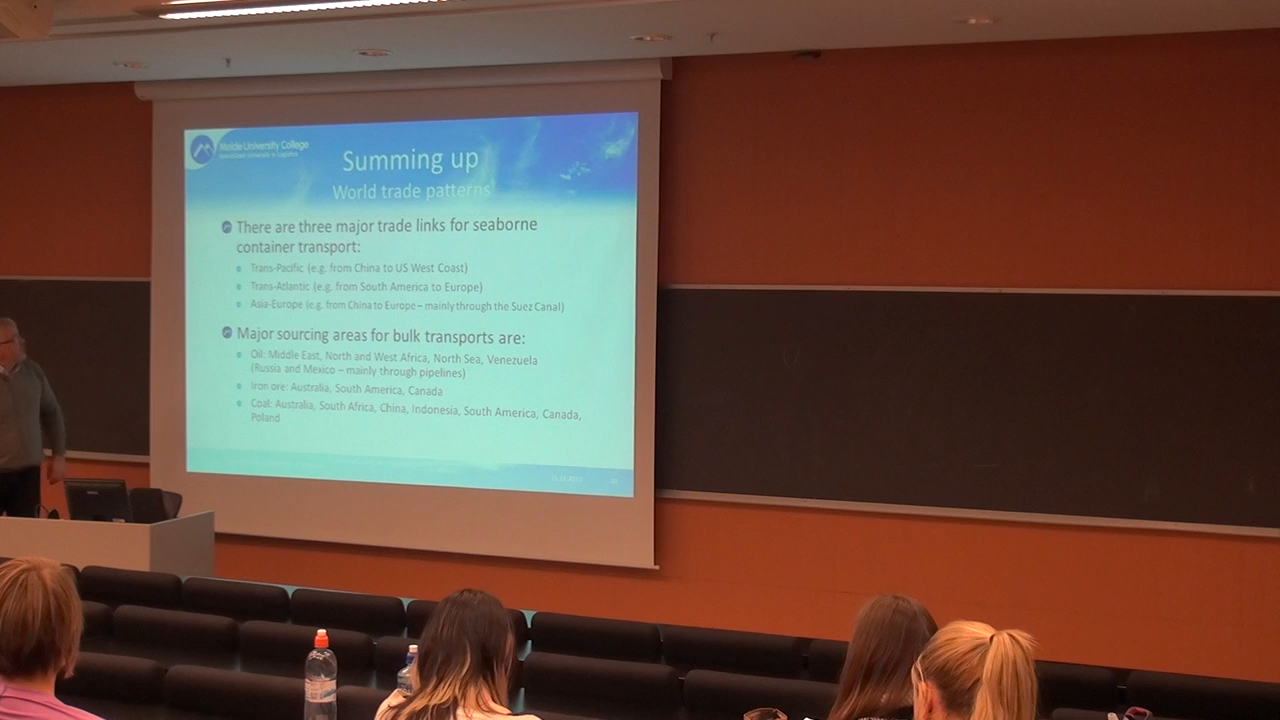 Molde University College
Specialized University in Logistics
Summing up
World trade patterns
There are three major trade links for seaborne
container transport:
Trans-Pacific (e.g. from China to US West Coast)
Trans-Atlantic (e.g. from South America to Europe)
Asia-Europe (e.g. from China to Europe – mainly through the Suez Canal)
Major sourcing areas for bulk transports are:
Oil: Middle East, North and West Africa, North Sea, Venezuela
(Russia and Mexico – mainly through pipelines)
Iron ore: Australia, South America, Canada
Coal: Australia, South Africa, China, Indonesia, South America, Canada,
Poland